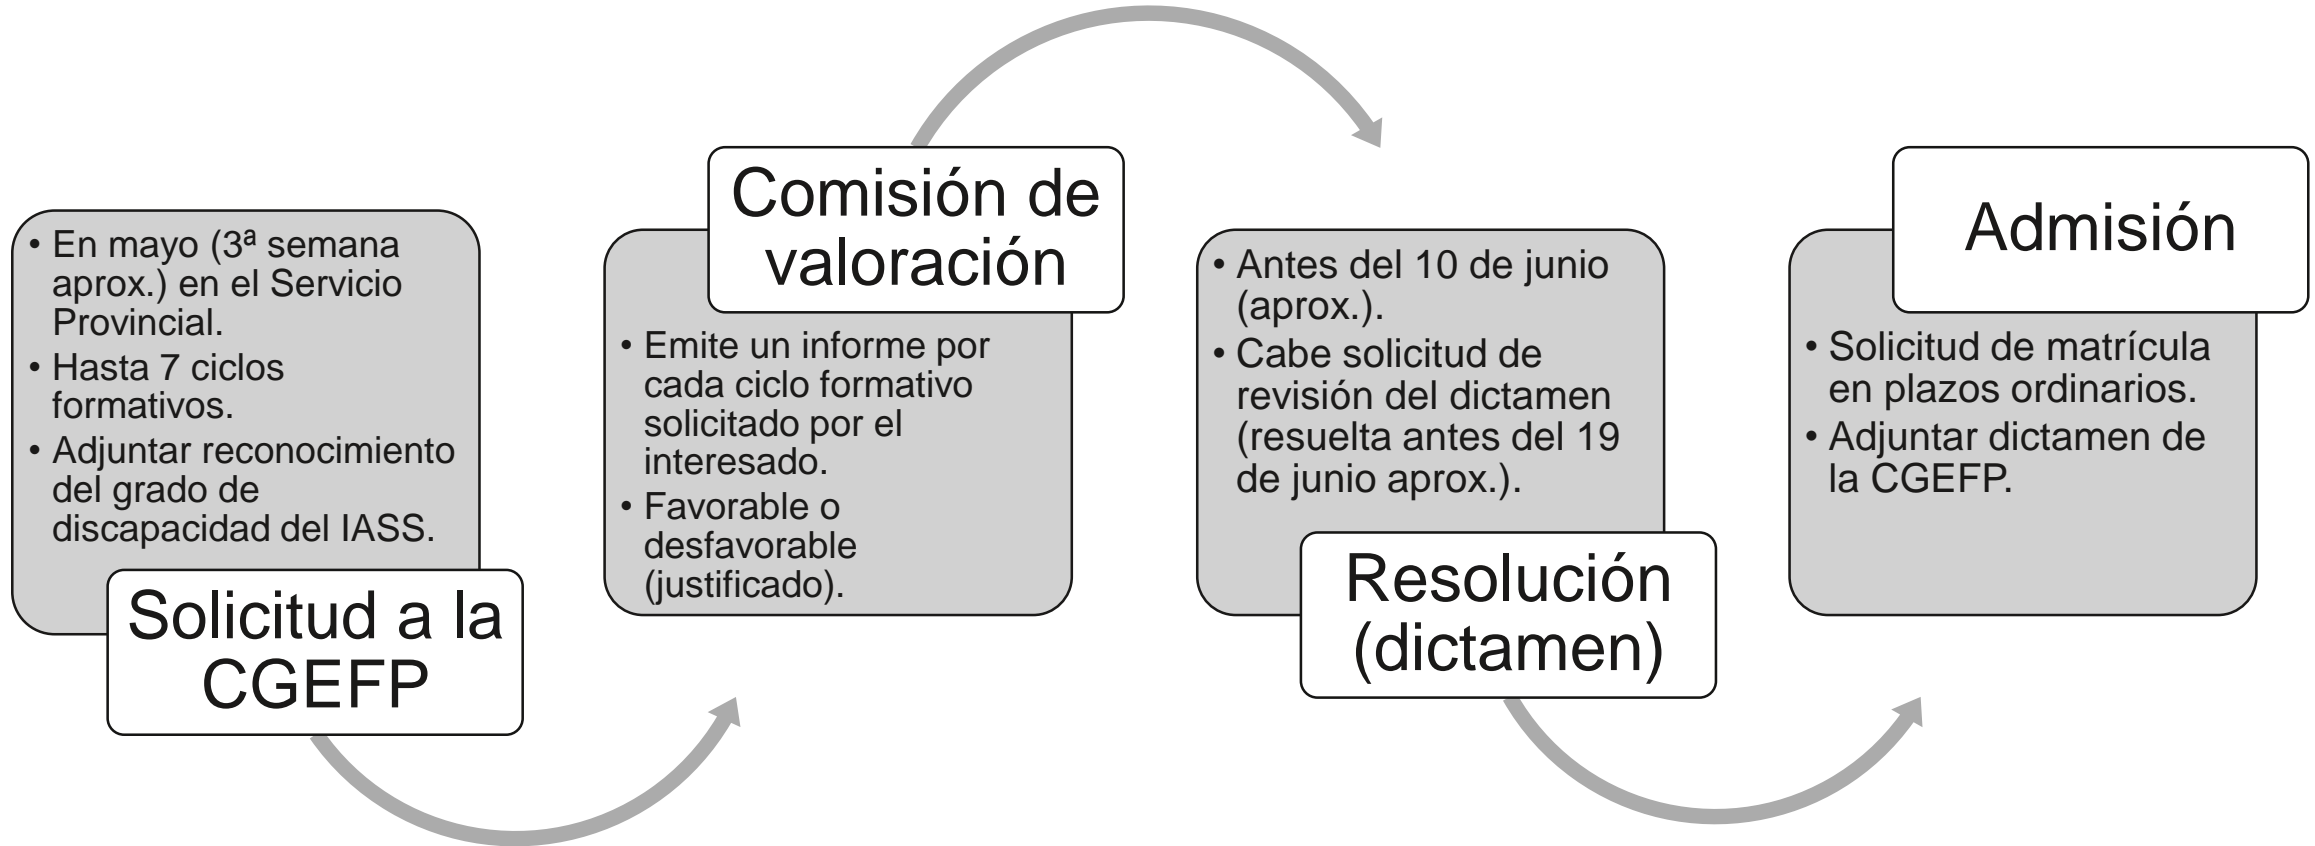 • En mayo (3ª semana
aprox.) en el Servicio
Provincial.
• Hasta 7 ciclos
formativos.
• Adjuntar reconocimiento
del grado de
discapacidad del IASS.
Solicitud a la
CGEFP
Comisión de
valoración
• Emite un informe por
cada ciclo formativo
solicitado por el
interesado.
• Favorable o
desfavorable
(justificado).
• Antes del 10 de junio
(aprox.).
• Cabe solicitud de
revisión del dictamen
(resuelta antes del 19
de junio aprox.).
Resolución
(dictamen)
Admisión
• Solicitud de matrícula
en plazos ordinarios.
• Adjuntar dictamen de
la CGEFP.